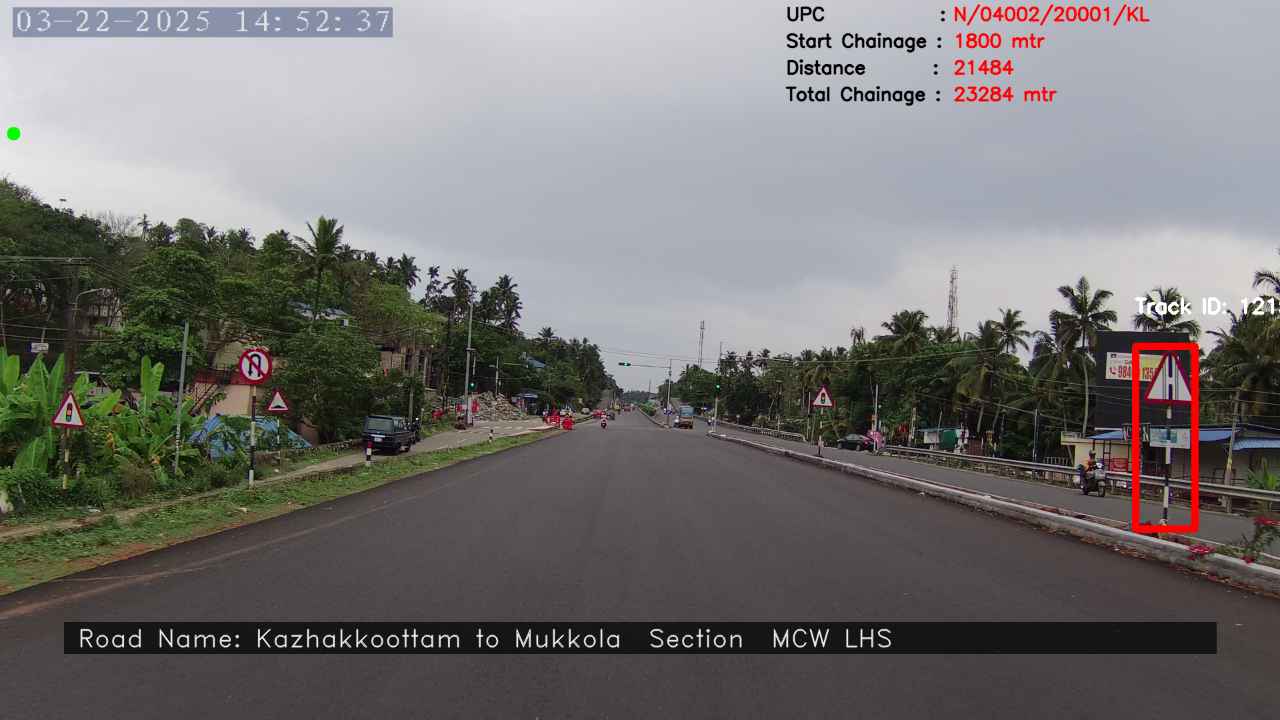 03-22-2025 14:52:37
UPC : N/04002/20001/KL
Start Chainage : 1800 mtr
Distance : 21484
Total Chainage : 23284 mtr
Track ID: 121
Road Name: Kazhakkoottam to Mukkola Section MCW LHS